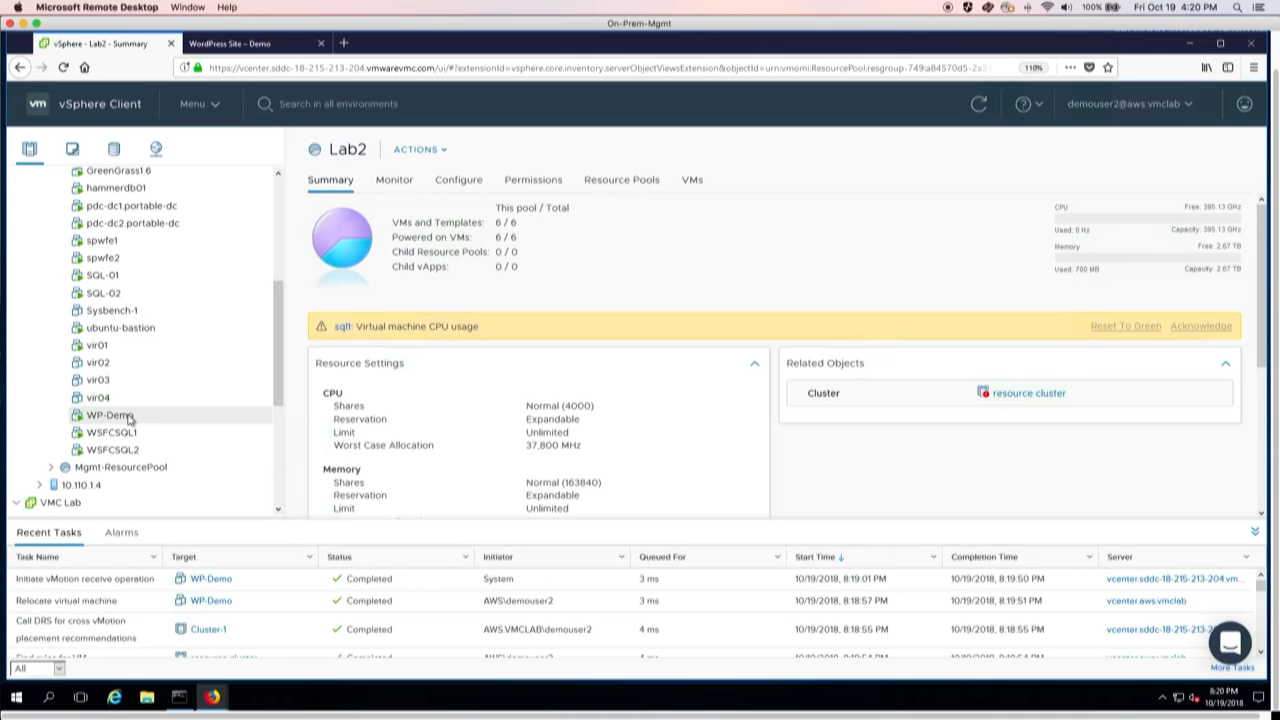 Microsoft Remote Desktop Window Help
100% Fri Oct 19 4:20 PM
On-Prem-Mgmt
vSphere - Lab2 - Summary
WordPress Site – Demo
110%
vm vSphere Client Menu Search in all environments demouser2@aws.vmclab
GreenGrass1.6
hammerdb01
pdc-dc1.portable-dc
pdc-dc2.portable-dc
spwfe1
spwfe2
SQL-01
SQL-02
Sysbench-1
ubuntu-bastion
vir01
vir02
vir03
vir04
WP-Demo
WSFCSQL1
WSFCSQL2
Mgmt-ResourcePool
10.110.1.4
VMC Lab
Lab2 ACTIONS
Summary Monitor Configure Permissions Resource Pools VMs
This pool / Total
VMs and Templates: 6 / 6
Powered on VMs: 6 / 6
Child Resource Pools: 0 / 0
Child vApps: 0 / 0
CPU Free: 395.13 GHz
Used: 0 Hz Capacity: 395.13 GHz
Memory Free: 2.67 TB
Used: 700 MB Capacity: 2.67 TB
sql1: Virtual machine CPU usage Reset To Green Acknowledge
Resource Settings
CPU
Shares Normal (4000)
Reservation Expandable
Limit Unlimited
Worst Case Allocation 37,800 MHz
Memory
Shares Normal (163840)
Reservation Expandable
Limit Unlimited
Related Objects
Cluster resource cluster
Recent Tasks Alarms
Task Name Target Status Initiator Queued For Start Time Completion Time Server
Initiate vMotion receive operation WP-Demo Completed System 3 ms 10/19/2018, 8:19:01 PM 10/19/2018, 8:19:50 PM vcenter.sddc-18-215-213-204.vm...
Relocate virtual machine WP-Demo Completed AWS\demouser2 3 ms 10/19/2018, 8:18:57 PM 10/19/2018, 8:19:51 PM vcenter.aws.vmclab
Call DRS for cross vMotion placement recommendations Cluster-1 Completed AWS.VMCLAB\demouser2 4 ms 10/19/2018, 8:18:55 PM 10/19/2018, 8:18:55 PM
All
More Tasks
8:20 PM
10/19/2018